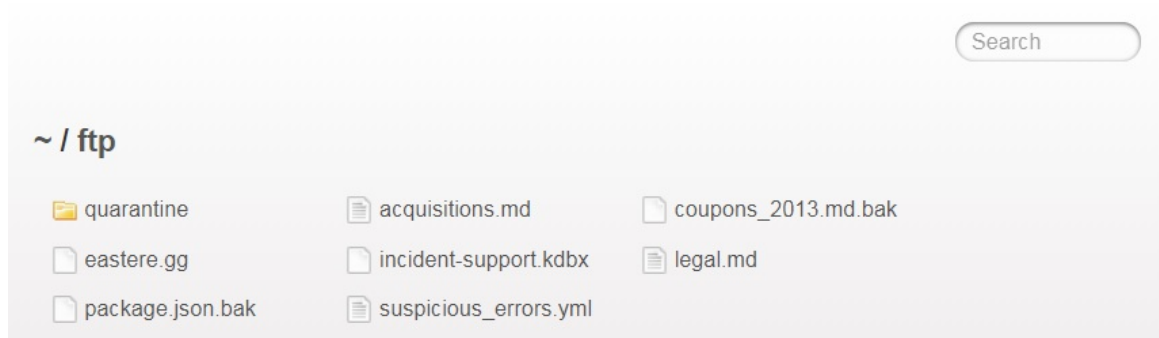 Search
~ / ftp
quarantine acquisitions.md coupons_2013.md.bak
eastere.gg incident-support.kdbx legal.md
package.json.bak suspicious_errors.yml